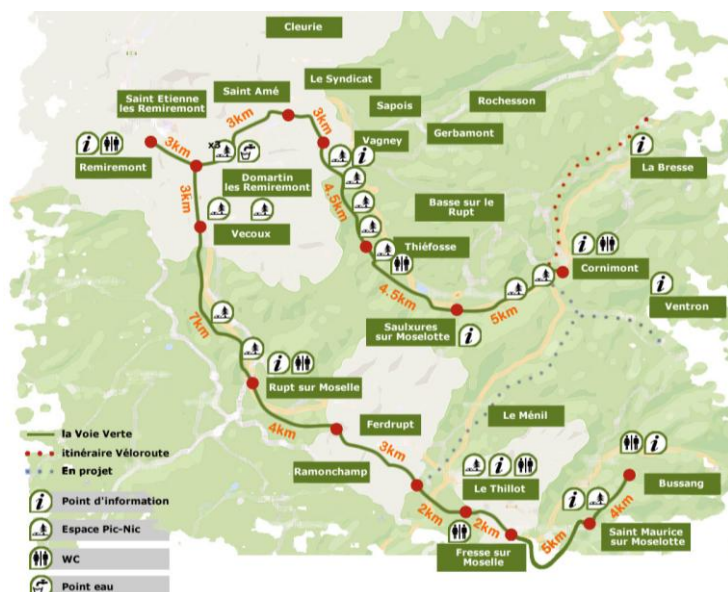 Cleurie
Le Syndicat
Saint Amé
Saint Etienne
les Remiremont
Sapois
Rochesson
3km
3km
Vagney
Gerbamont
3km
x3
i
i
i
La Bresse
Remiremont
Domartin
les Remiremont
4.5km
Basse sur le
Rupt
3km
Vecoux
Thiéfosse
i
Cornimont
i
Ventron
4.5km
5km
Saulxures
sur Moselotte
i
7km
i
Rupt sur Moselle
4km
Ferdrupt
Le Ménil
la Voie Verte
itinéraire Véloroute
En projet
3km
Ramonchamp
i
i
Le Thillot
Bussang
i
Point d'information
i
4km
2km
2km
Saint Maurice
sur Moselotte
Espace Pic-Nic
5km
Fresse sur
Moselle
WC
Point eau